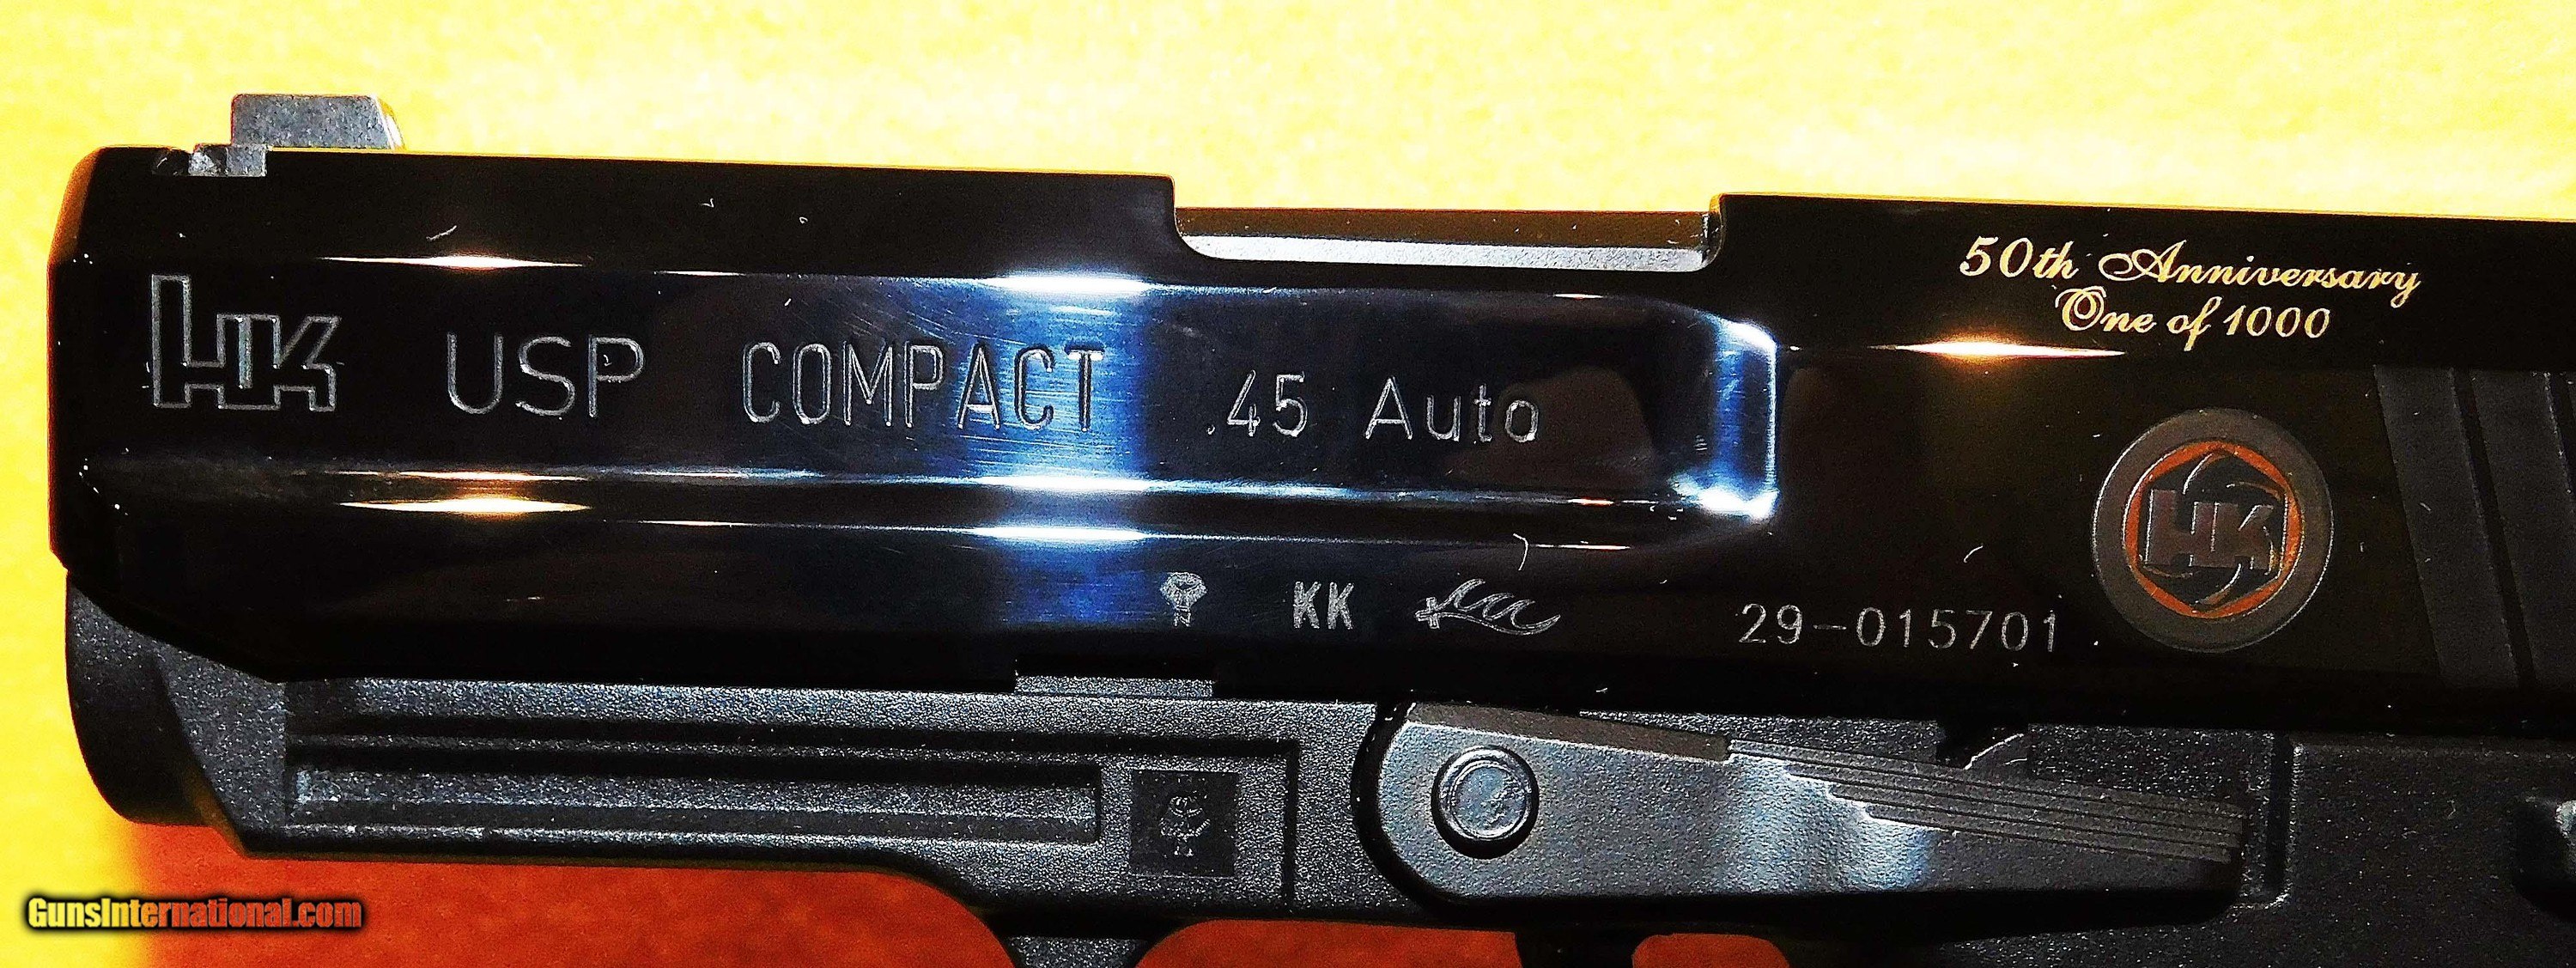 HK USP COMPACT .45 Auto
50th Anniversary
One of 1000
HK
N KK
29-015701
GunsInternational.com